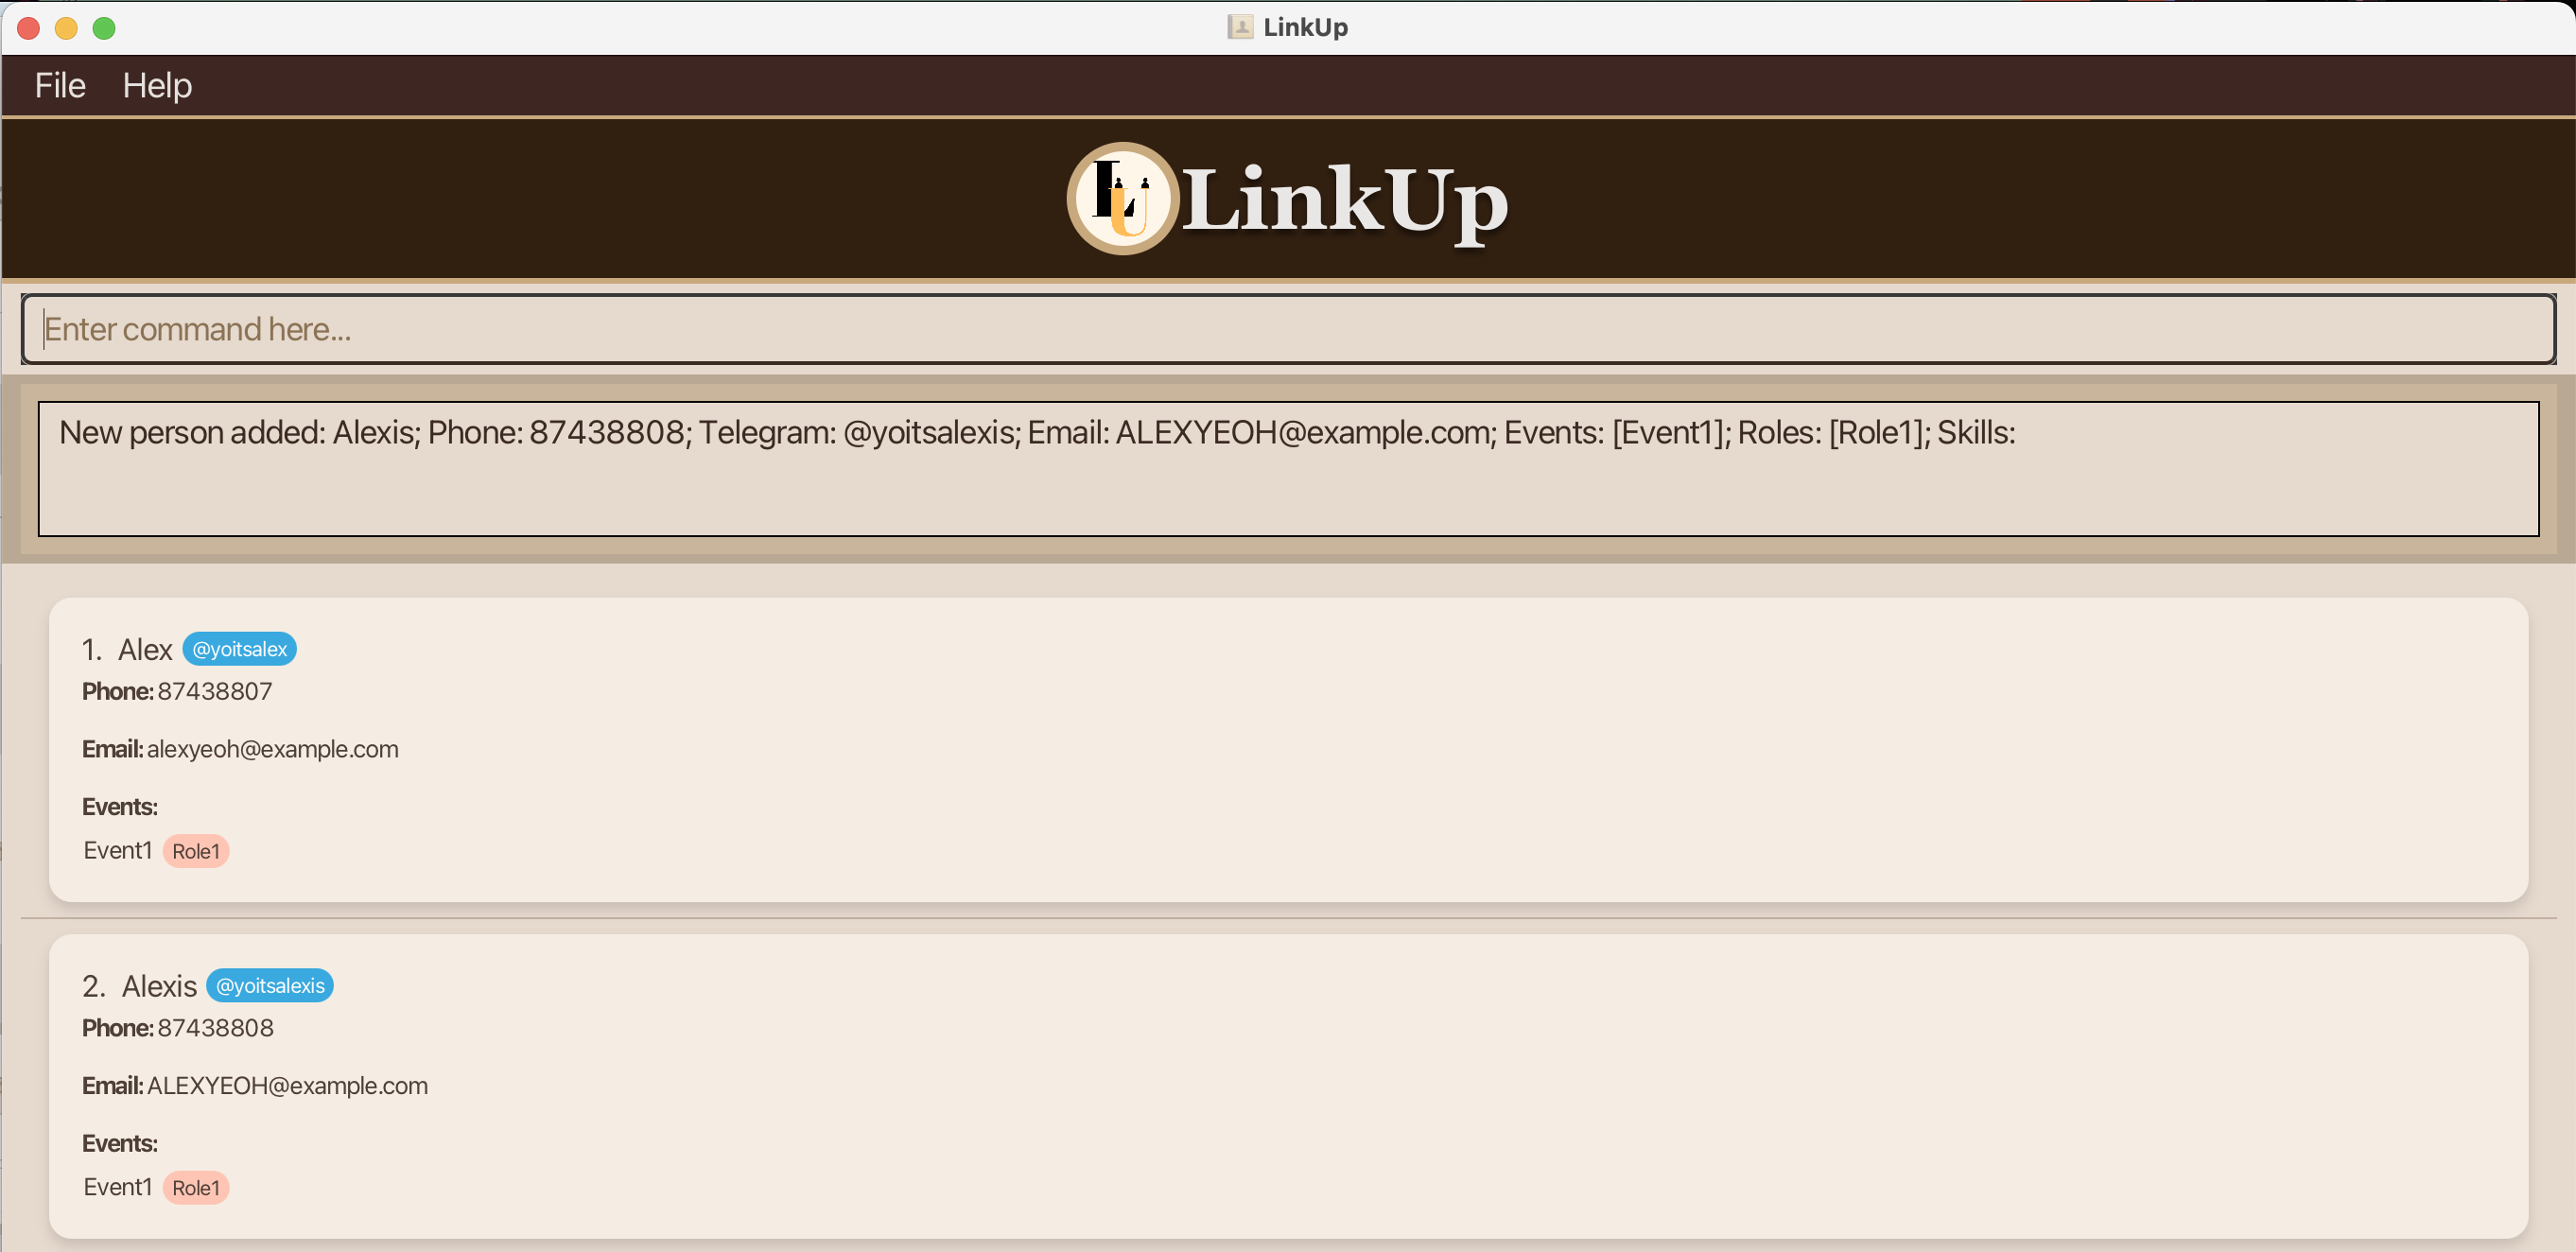 LinkUp
File Help
LU LinkUp
Enter command here...
New person added: Alexis; Phone: 87438808; Telegram: @yoitsalexis; Email: ALEXYEOH@example.com; Events: [Event1]; Roles: [Role1]; Skills:
1. Alex @yoitsalex
Phone: 87438807
Email: alexyeoh@example.com
Events:
Event1 Role1
2. Alexis @yoitsalexis
Phone: 87438808
Email: ALEXYEOH@example.com
Events:
Event1 Role1